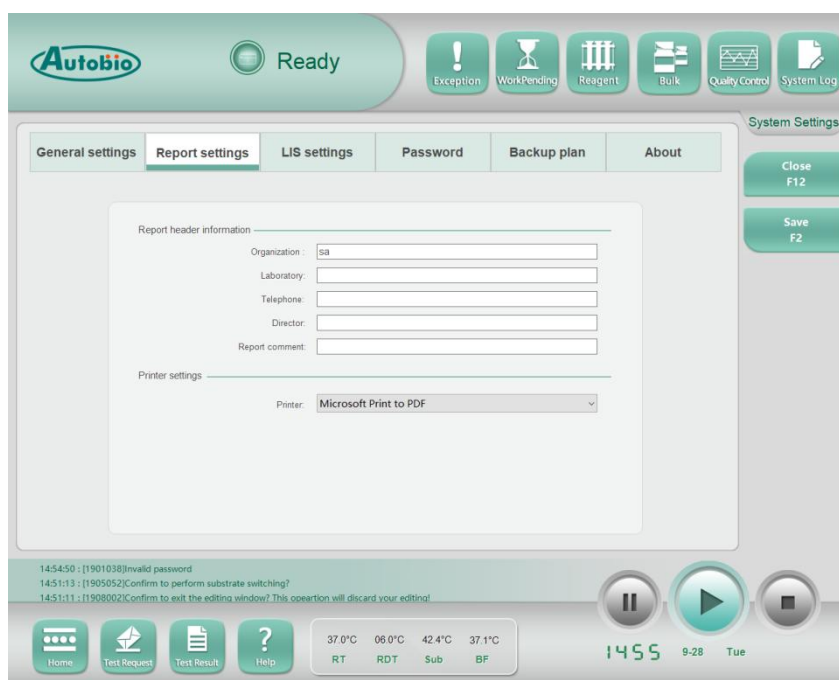 Autobio
Ready
Exception
WorkPending
Reagent
Bulk
Quality Control
System Log
System Settings
General settings
Report settings
LIS settings
Password
Backup plan
About
Close
F12
Save
F2
Report header information
Organization :
sa
Laboratory:
Telephone:
Director:
Report comment:
Printer settings
Printer:
Microsoft Print to PDF
14:54:50 : [1901038]Invalid password
14:51:13 : [1905052]Confirm to perform substrate switching?
14:51:11 : [1908002]Confirm to exit the editing window? This opeartion will discard your editing!
Home
Test Request
Test Result
?
Help
37.0°C 06.0°C 42.4°C 37.1°C
RT RDT Sub BF
1455 9-28 Tue